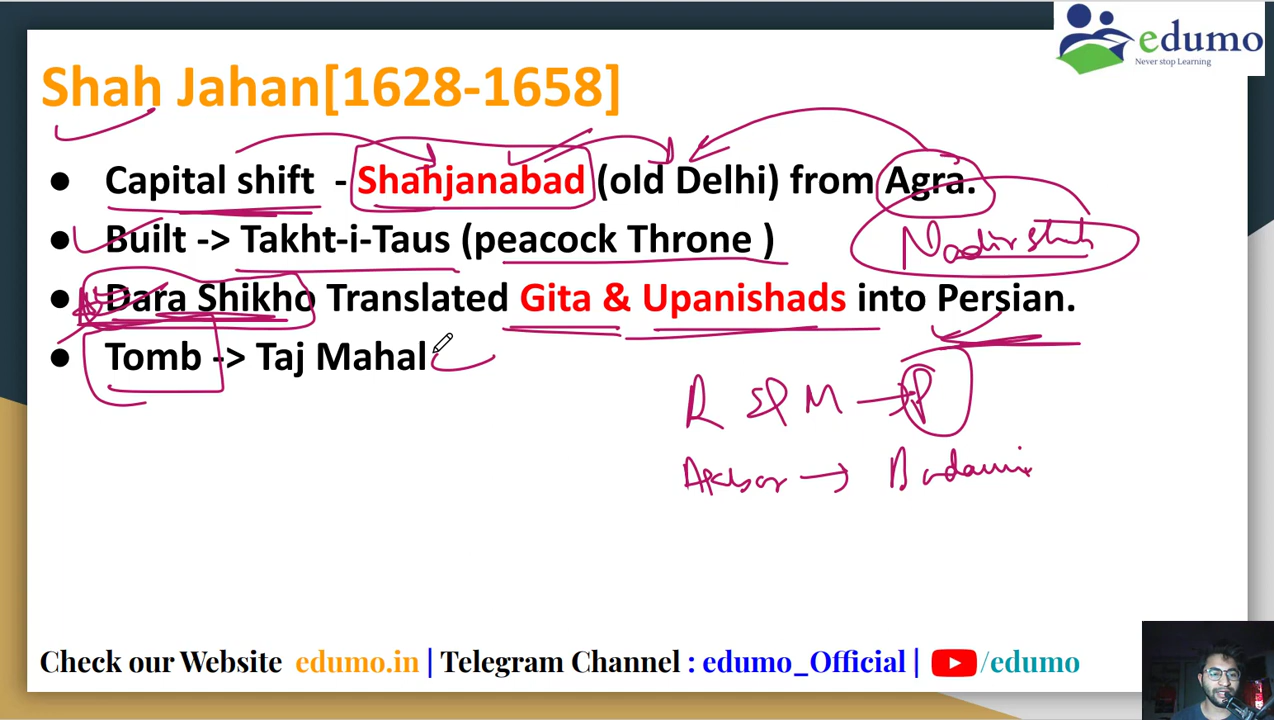 edumo
Never stop Learning
Shah Jahan[1628-1658]
● Capital shift - Shahjanabad (old Delhi) from Agra.
● Built -> Takht-i-Taus (peacock Throne )
Nadir shah
● Dara Shikho Translated Gita & Upanishads into Persian.
● Tomb -> Taj Mahal
R &P M → P
Akbar → Badauni
Check our Website edumo.in | Telegram Channel : edumo_Official | /edumo